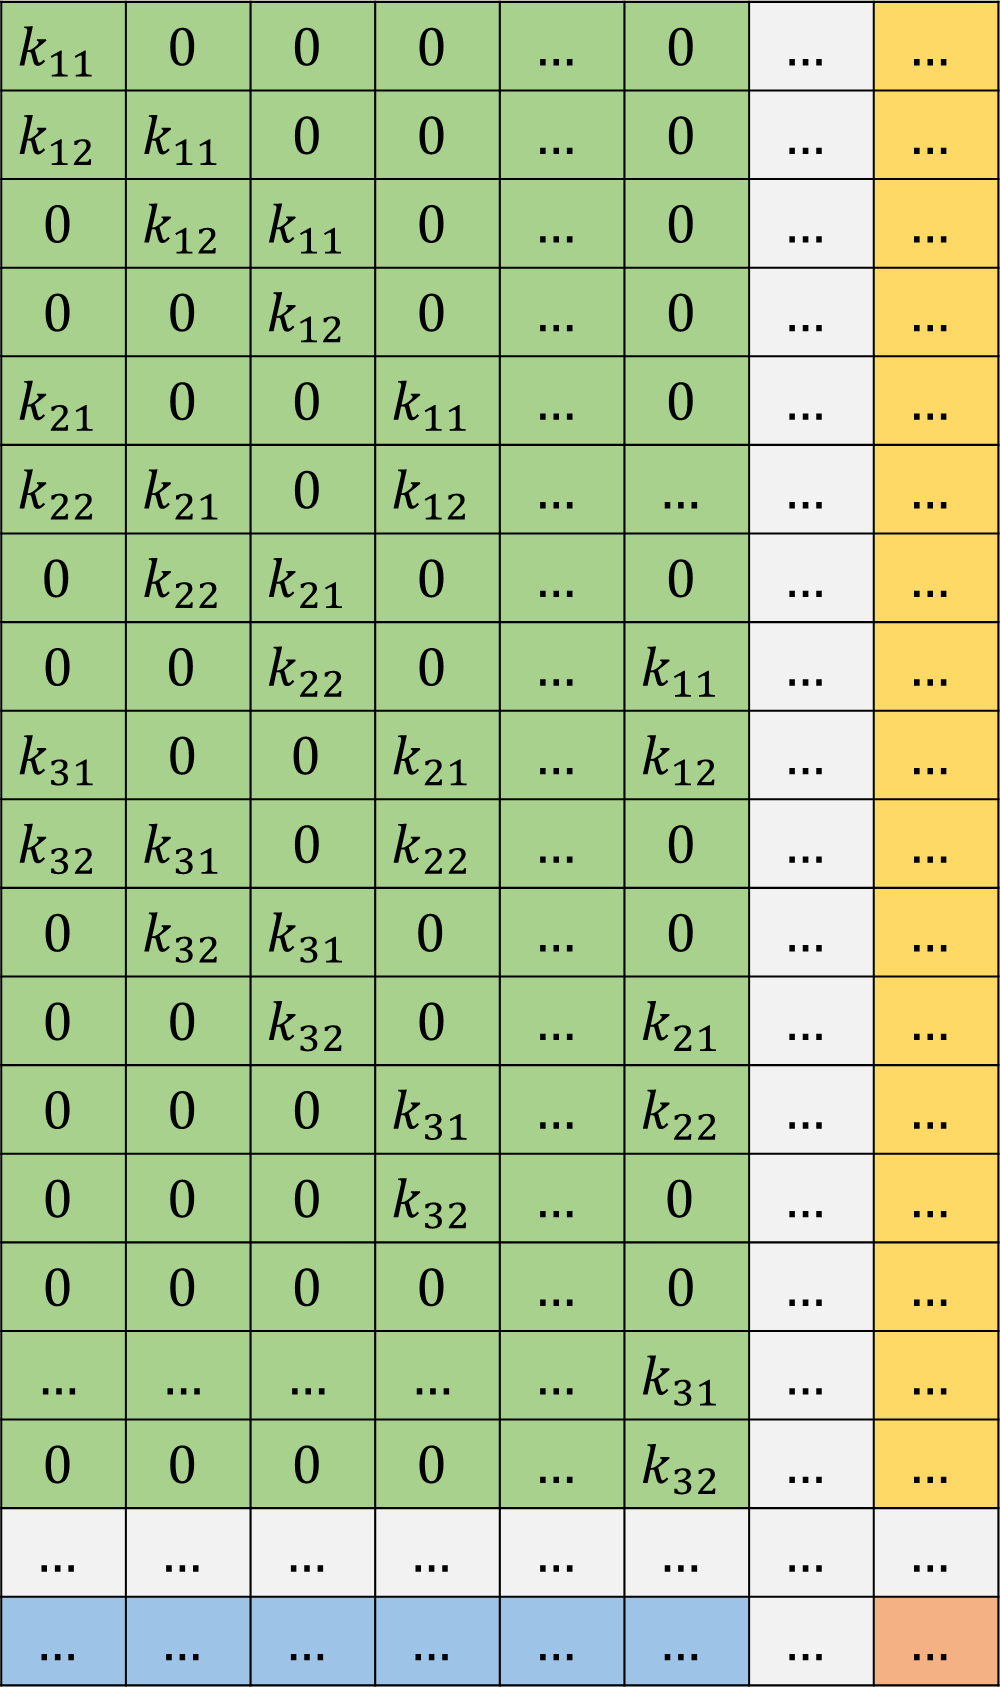 k₁₁ 0 0 0 ... 0 ... ...
k₁₂ k₁₁ 0 0 ... 0 ... ...
0 k₁₂ k₁₁ 0 ... 0 ... ...
0 0 k₁₂ 0 ... 0 ... ...
k₂₁ 0 0 k₁₁ ... 0 ... ...
k₂₂ k₂₁ 0 k₁₂ ... ... ... ...
0 k₂₂ k₂₁ 0 ... 0 ... ...
0 0 k₂₂ 0 ... k₁₁ ... ...
k₃₁ 0 0 k₂₁ ... k₁₂ ... ...
k₃₂ k₃₁ 0 k₂₂ ... 0 ... ...
0 k₃₂ k₃₁ 0 ... 0 ... ...
0 0 k₃₂ 0 ... k₂₁ ... ...
0 0 0 k₃₁ ... k₂₂ ... ...
0 0 0 k₃₂ ... 0 ... ...
0 0 0 0 ... 0 ... ...
... ... ... ... ... k₃₁ ... ...
0 0 0 0 ... k₃₂ ... ...
... ... ... ... ... ... ... ...
... ... ... ... ... ... ... ...